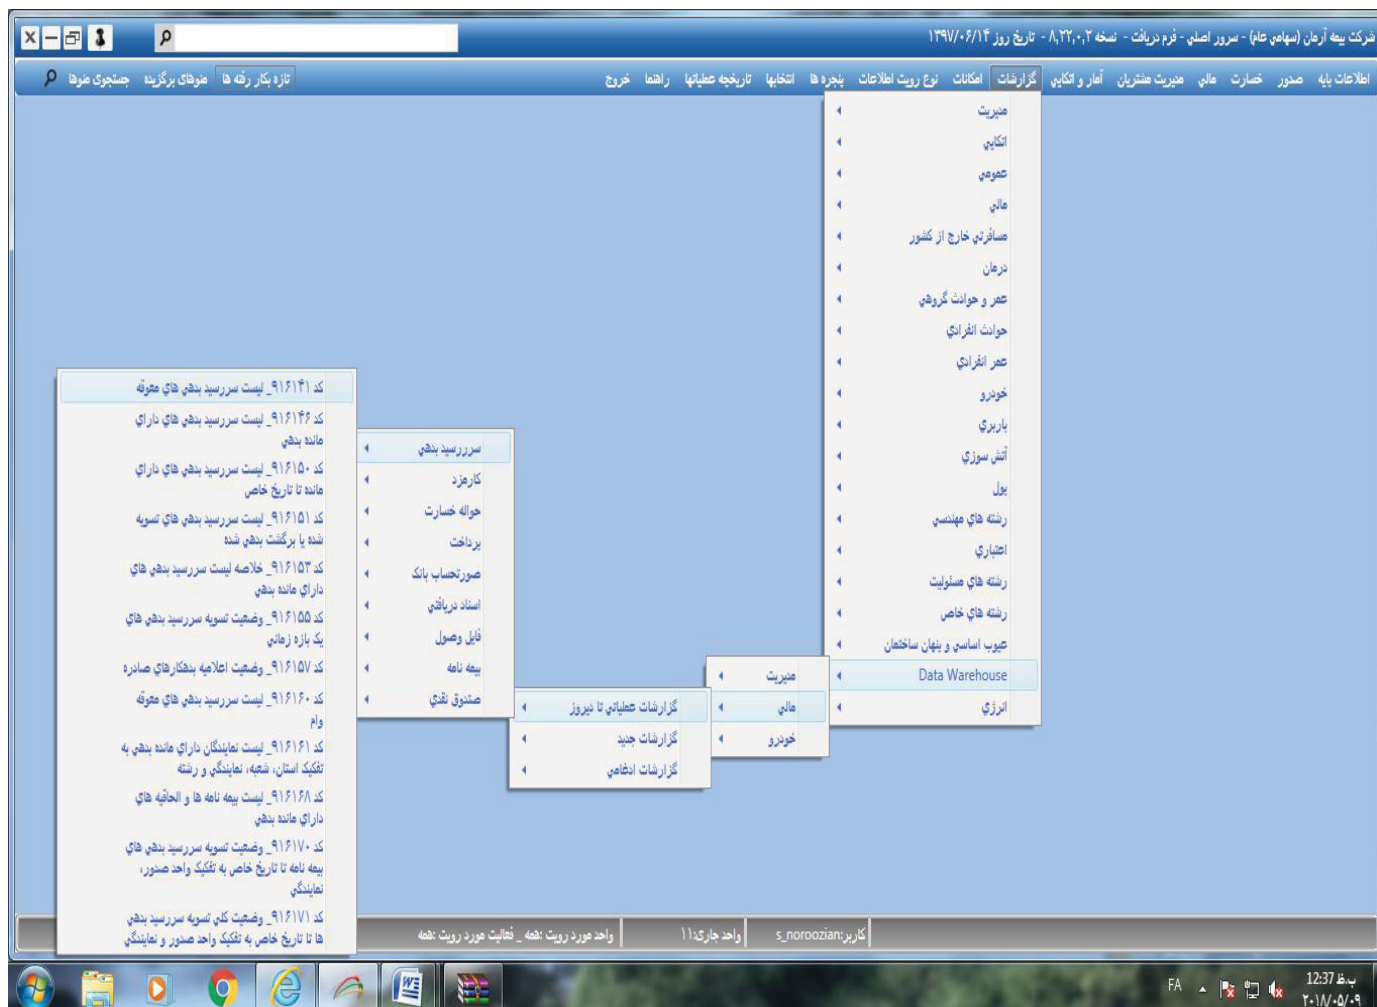 شرکت بیمه آرمان (سهامی عام) - سرور اصلی - فرم دریافت - نسخه ۸,۲۲,۰,۲ - تاریخ روز ۱۳۹۷/۰۶/۱۴
اطلاعات پایه صدور خسارت مالی مدیریت مشتریان آمار و اتکایی گزارشات امکانات نوع رویت اطلاعات پنجره ها انتخابها تاریخچه عملیاتها راهنما خروج تازه بکار رفته ها منوهای برگزیده جستجوی منوها
مدیریت
اتکایی
عمومی
مالی
مسافرتی خارج از کشور
درمان
عمر و حوادث گروهی
حوادث انفرادی
عمر انفرادی
خودرو
باربری
آتش سوزی
پول
رشته های مهندسی
اعتباری
رشته های مسئولیت
رشته های خاص
عیوب اساسی و پنهان ساختمان
Data Warehouse
انرژی
مدیریت
مالی
خودرو
گزارشات عملیاتی تا دیروز
گزارشات جدید
گزارشات ادغامی
سررسید بدهی
کارمزد
حواله خسارت
پرداخت
صورتحساب بانک
اسناد دریافتی
فایل وصول
بیمه نامه
صندوق نقدی
کد ۹۱۶۱۴۱_ لیست سررسید بدهی های معوقه
کد ۹۱۶۱۴۶_ لیست سررسید بدهی های دارای
مانده بدهی
کد ۹۱۶۱۵۰_ لیست سررسید بدهی های دارای
مانده تا تاریخ خاص
کد ۹۱۶۱۵۱_ لیست سررسید بدهی های تسویه
شده یا برگشت بدهی شده
کد ۹۱۶۱۵۳_ خلاصه لیست سررسید بدهی های
دارای مانده بدهی
کد ۹۱۶۱۵۵_ وضعیت تسویه سررسید بدهی های
یک بازه زمانی
کد ۹۱۶۱۵۷_ وضعیت اعلامیه بدهکارهای صادره
کد ۹۱۶۱۶۰_ لیست سررسید بدهی های معوقه
وام
کد ۹۱۶۱۶۱_ لیست نمایندگان دارای مانده بدهی به
تفکیک استان، شعبه، نمایندگی و رشته
کد ۹۱۶۱۶۸_ لیست بیمه نامه ها و الحاقیه های
دارای مانده بدهی
کد ۹۱۶۱۷۰_ وضعیت تسویه سررسید بدهی های
بیمه نامه تا تاریخ خاص به تفکیک واحد صدور،
نمایندگی
کد ۹۱۶۱۷۱_ وضعیت کلی تسویه سررسید بدهی
ها تا تاریخ خاص به تفکیک واحد صدور و نمایندگی
کاربر:s_noroozian واحد جاری:۱۱ واحد مورد رویت :همه _ فعالیت مورد رویت :همه
FA 12:37 ب.ظ
۲۰۱۸/۰۵/۰۹